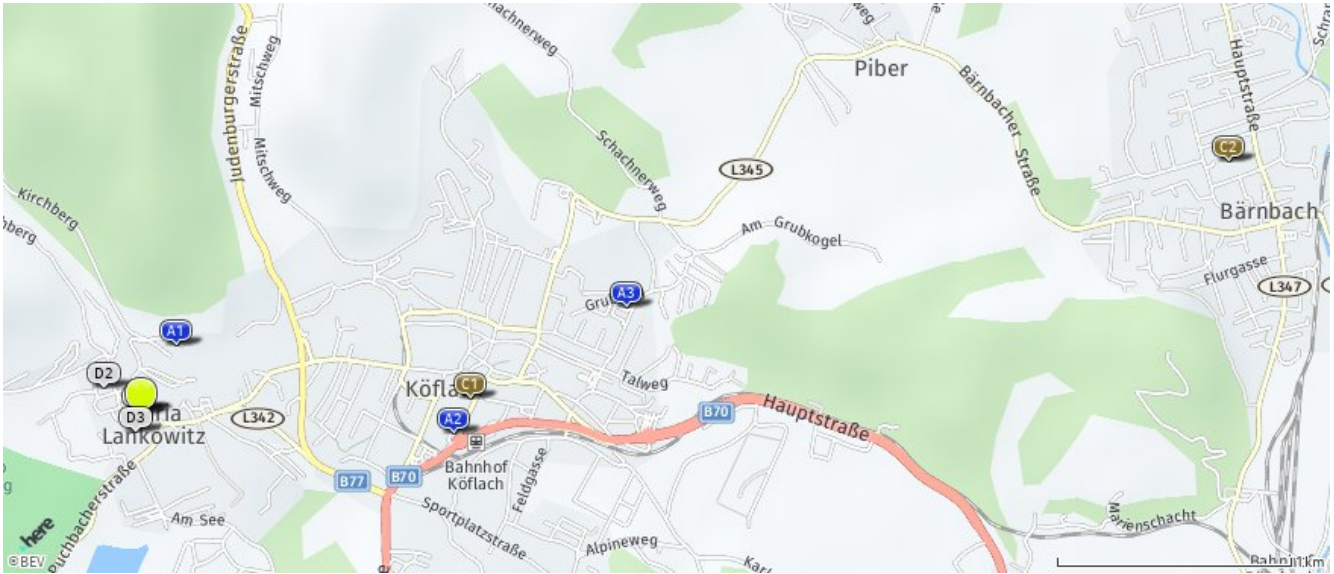 Judenburgerstraße
Mitschweg
Mitschweg
Schachnerweg
Piber
Bärnbacher Straße
Hauptstraße
C2
L345
Schachnerweg
Kirchberg
Am Grubkogel
Bärnbach
Flurgasse
L347
A3
A1
D2
D3
Lankowitz
L342
C1
A2
Talweg
B70
Hauptstraße
Bahnhof
Köflach
B77
B70
Feldgasse
Sportplatzstraße
Alpineweg
Am See
Puchbacherstraße
Marienschacht
here
©BEV
1 Km